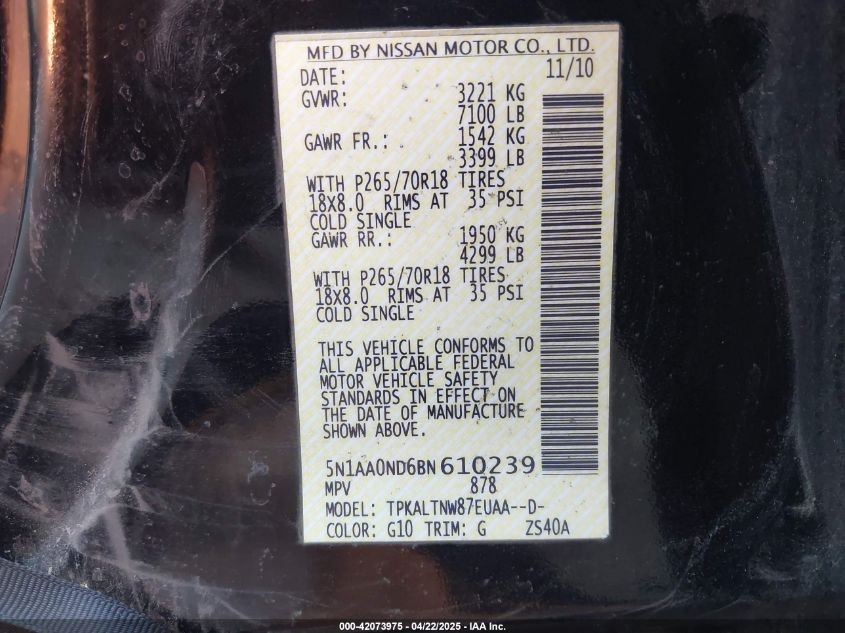 MFD BY NISSAN MOTOR CO., LTD.
DATE: 11/10
GVWR: 3221 KG
7100 LB
GAWR FR.: 1542 KG
3399 LB
WITH P265/70R18 TIRES
18X8.0 RIMS AT 35 PSI
COLD SINGLE
GAWR RR.: 1950 KG
4299 LB
WITH P265/70R18 TIRES
18X8.0 RIMS AT 35 PSI
COLD SINGLE
THIS VEHICLE CONFORMS TO
ALL APPLICABLE FEDERAL
MOTOR VEHICLE SAFETY
STANDARDS IN EFFECT ON
THE DATE OF MANUFACTURE
SHOWN ABOVE.
5N1AA0ND6BN610239
MPV 878
MODEL: TPKALTNW87EUAA--D-
COLOR: G10 TRIM: G ZS40A
000-42073975 - 04/22/2025 - IAA Inc.